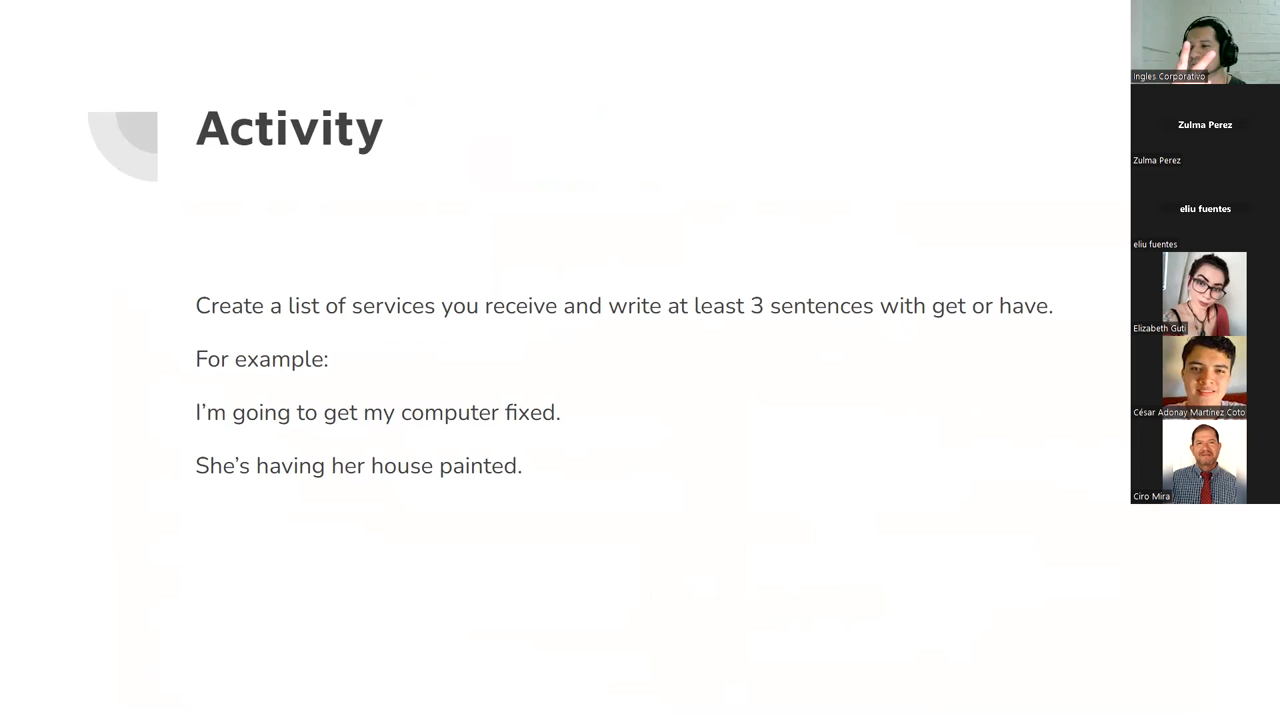 Activity
Create a list of services you receive and write at least 3 sentences with get or have.
For example:
I'm going to get my computer fixed.
She's having her house painted.
Ingles Corporativo
Zulma Perez
Zulma Perez
eliu fuentes
eliu fuentes
Elizabeth Guti
César Adonay Martínez Coto
Ciro Mira